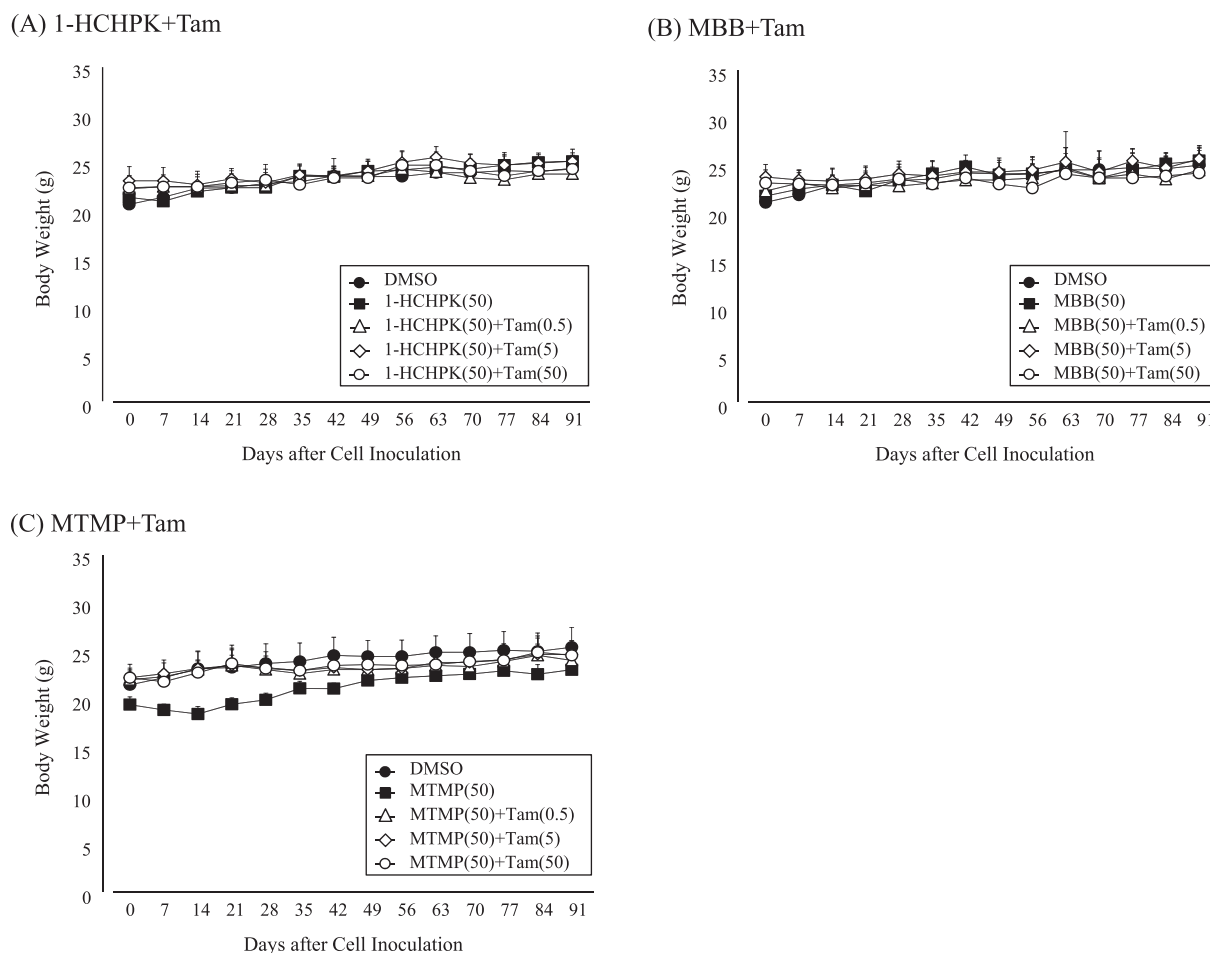 (A) 1-HCHPK+Tam
35
30
25
20
15
10
5
0
Body Weight (g)
DMSO
1-HCHPK(50)
1-HCHPK(50)+Tam(0.5)
1-HCHPK(50)+Tam(5)
1-HCHPK(50)+Tam(50)
0 7 14 21 28 35 42 49 56 63 70 77 84 91
Days after Cell Inoculation
(B) MBB+Tam
35
30
25
20
15
10
5
0
Body Weight (g)
DMSO
MBB(50)
MBB(50)+Tam(0.5)
MBB(50)+Tam(5)
MBB(50)+Tam(50)
0 7 14 21 28 35 42 49 56 63 70 77 84 91
Days after Cell Inoculation
(C) MTMP+Tam
35
30
25
20
15
10
5
0
Body Weight (g)
DMSO
MTMP(50)
MTMP(50)+Tam(0.5)
MTMP(50)+Tam(5)
MTMP(50)+Tam(50)
0 7 14 21 28 35 42 49 56 63 70 77 84 91
Days after Cell Inoculation